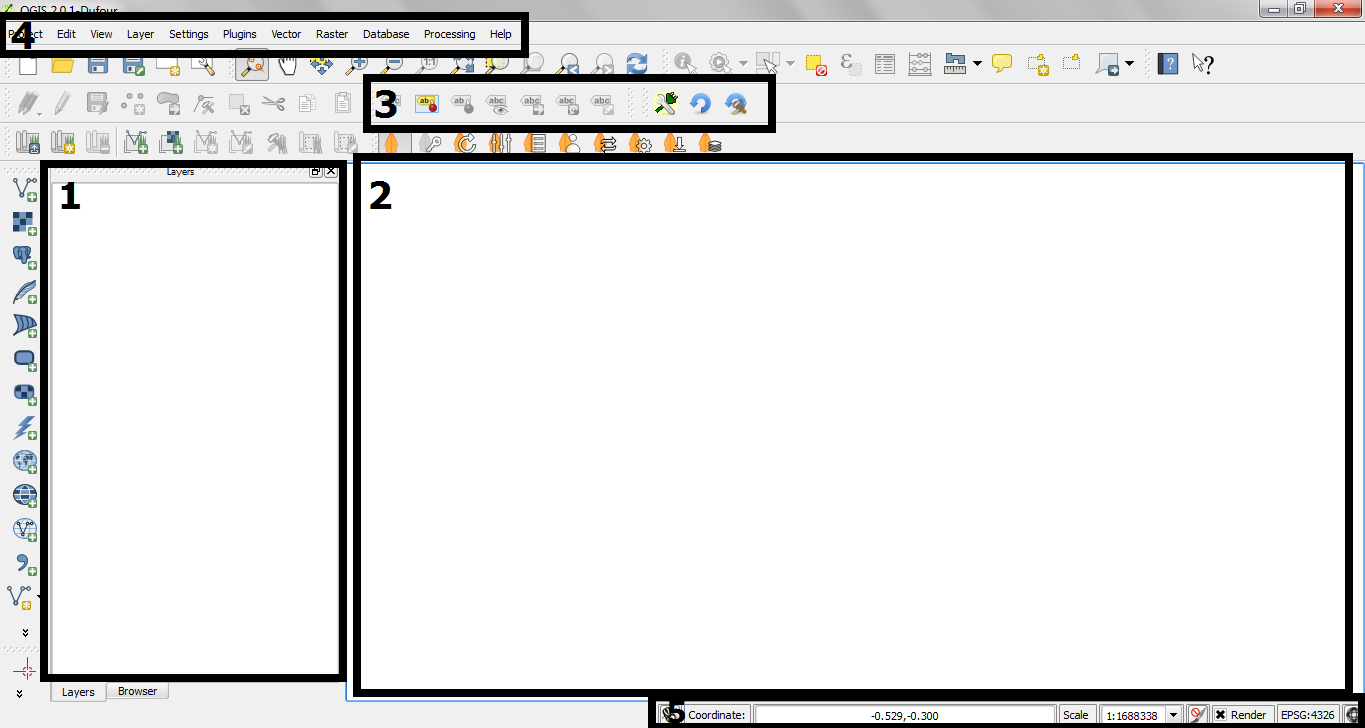 QGIS 2.0.1-Dufour
4 Project Edit View Layer Settings Plugins Vector Raster Database Processing Help
3
Layers
1
2
Layers Browser
5 Coordinate: -0.529,-0.300 Scale 1:1688338 Render EPSG:4326